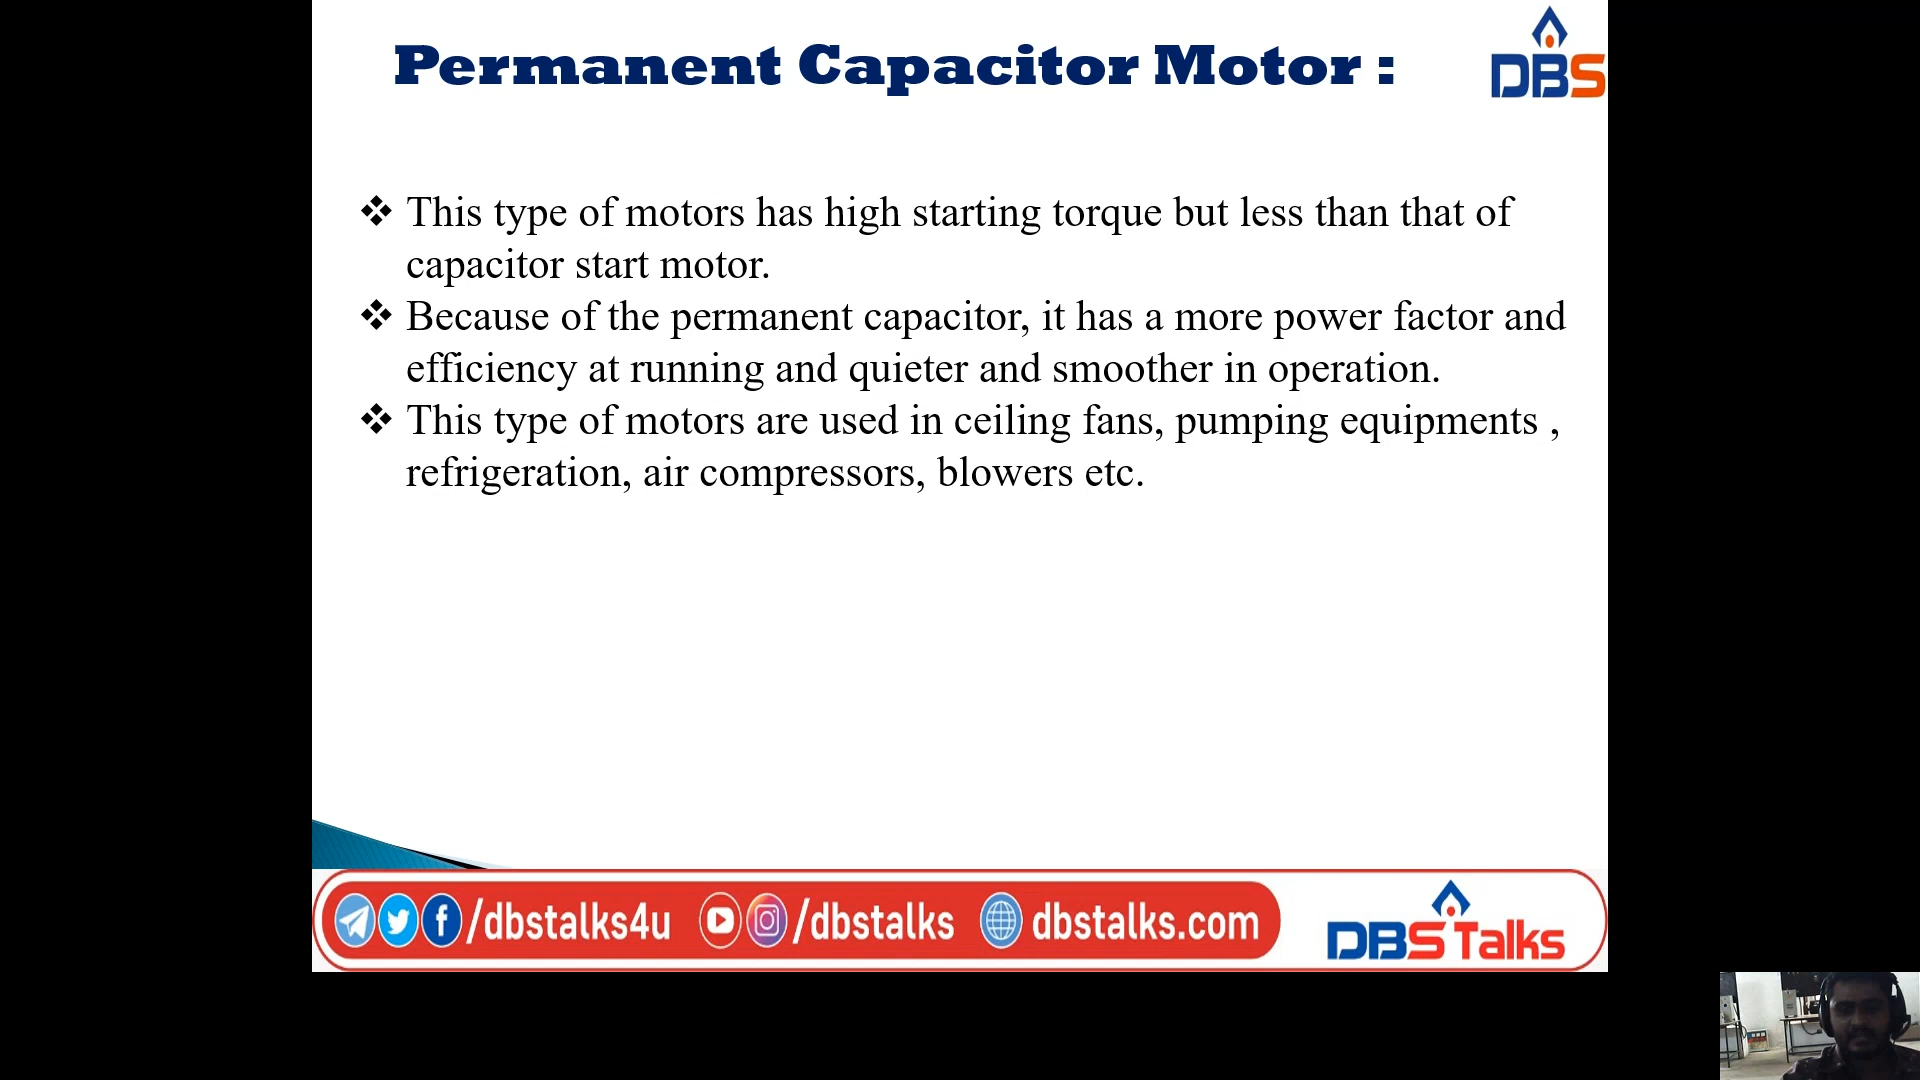 Permanent Capacitor Motor :
DBS
❖ This type of motors has high starting torque but less than that of
capacitor start motor.
❖ Because of the permanent capacitor, it has a more power factor and
efficiency at running and quieter and smoother in operation.
❖ This type of motors are used in ceiling fans, pumping equipments ,
refrigeration, air compressors, blowers etc.
/dbstalks4u /dbstalks dbstalks.com
DBS Talks